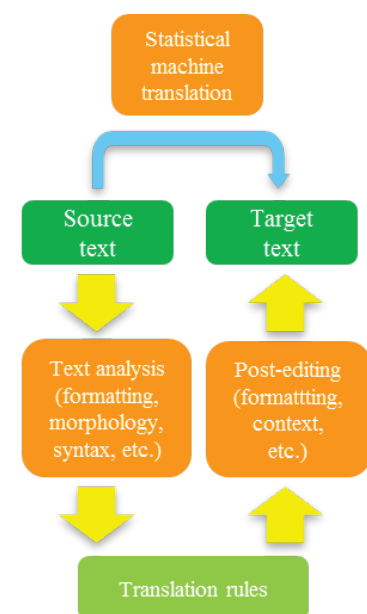 Statistical
machine
translation
Source
text
Target
text
Text analysis
(formatting,
morphology,
syntax, etc.)
Post-editing
(formattting,
context,
etc.)
Translation rules